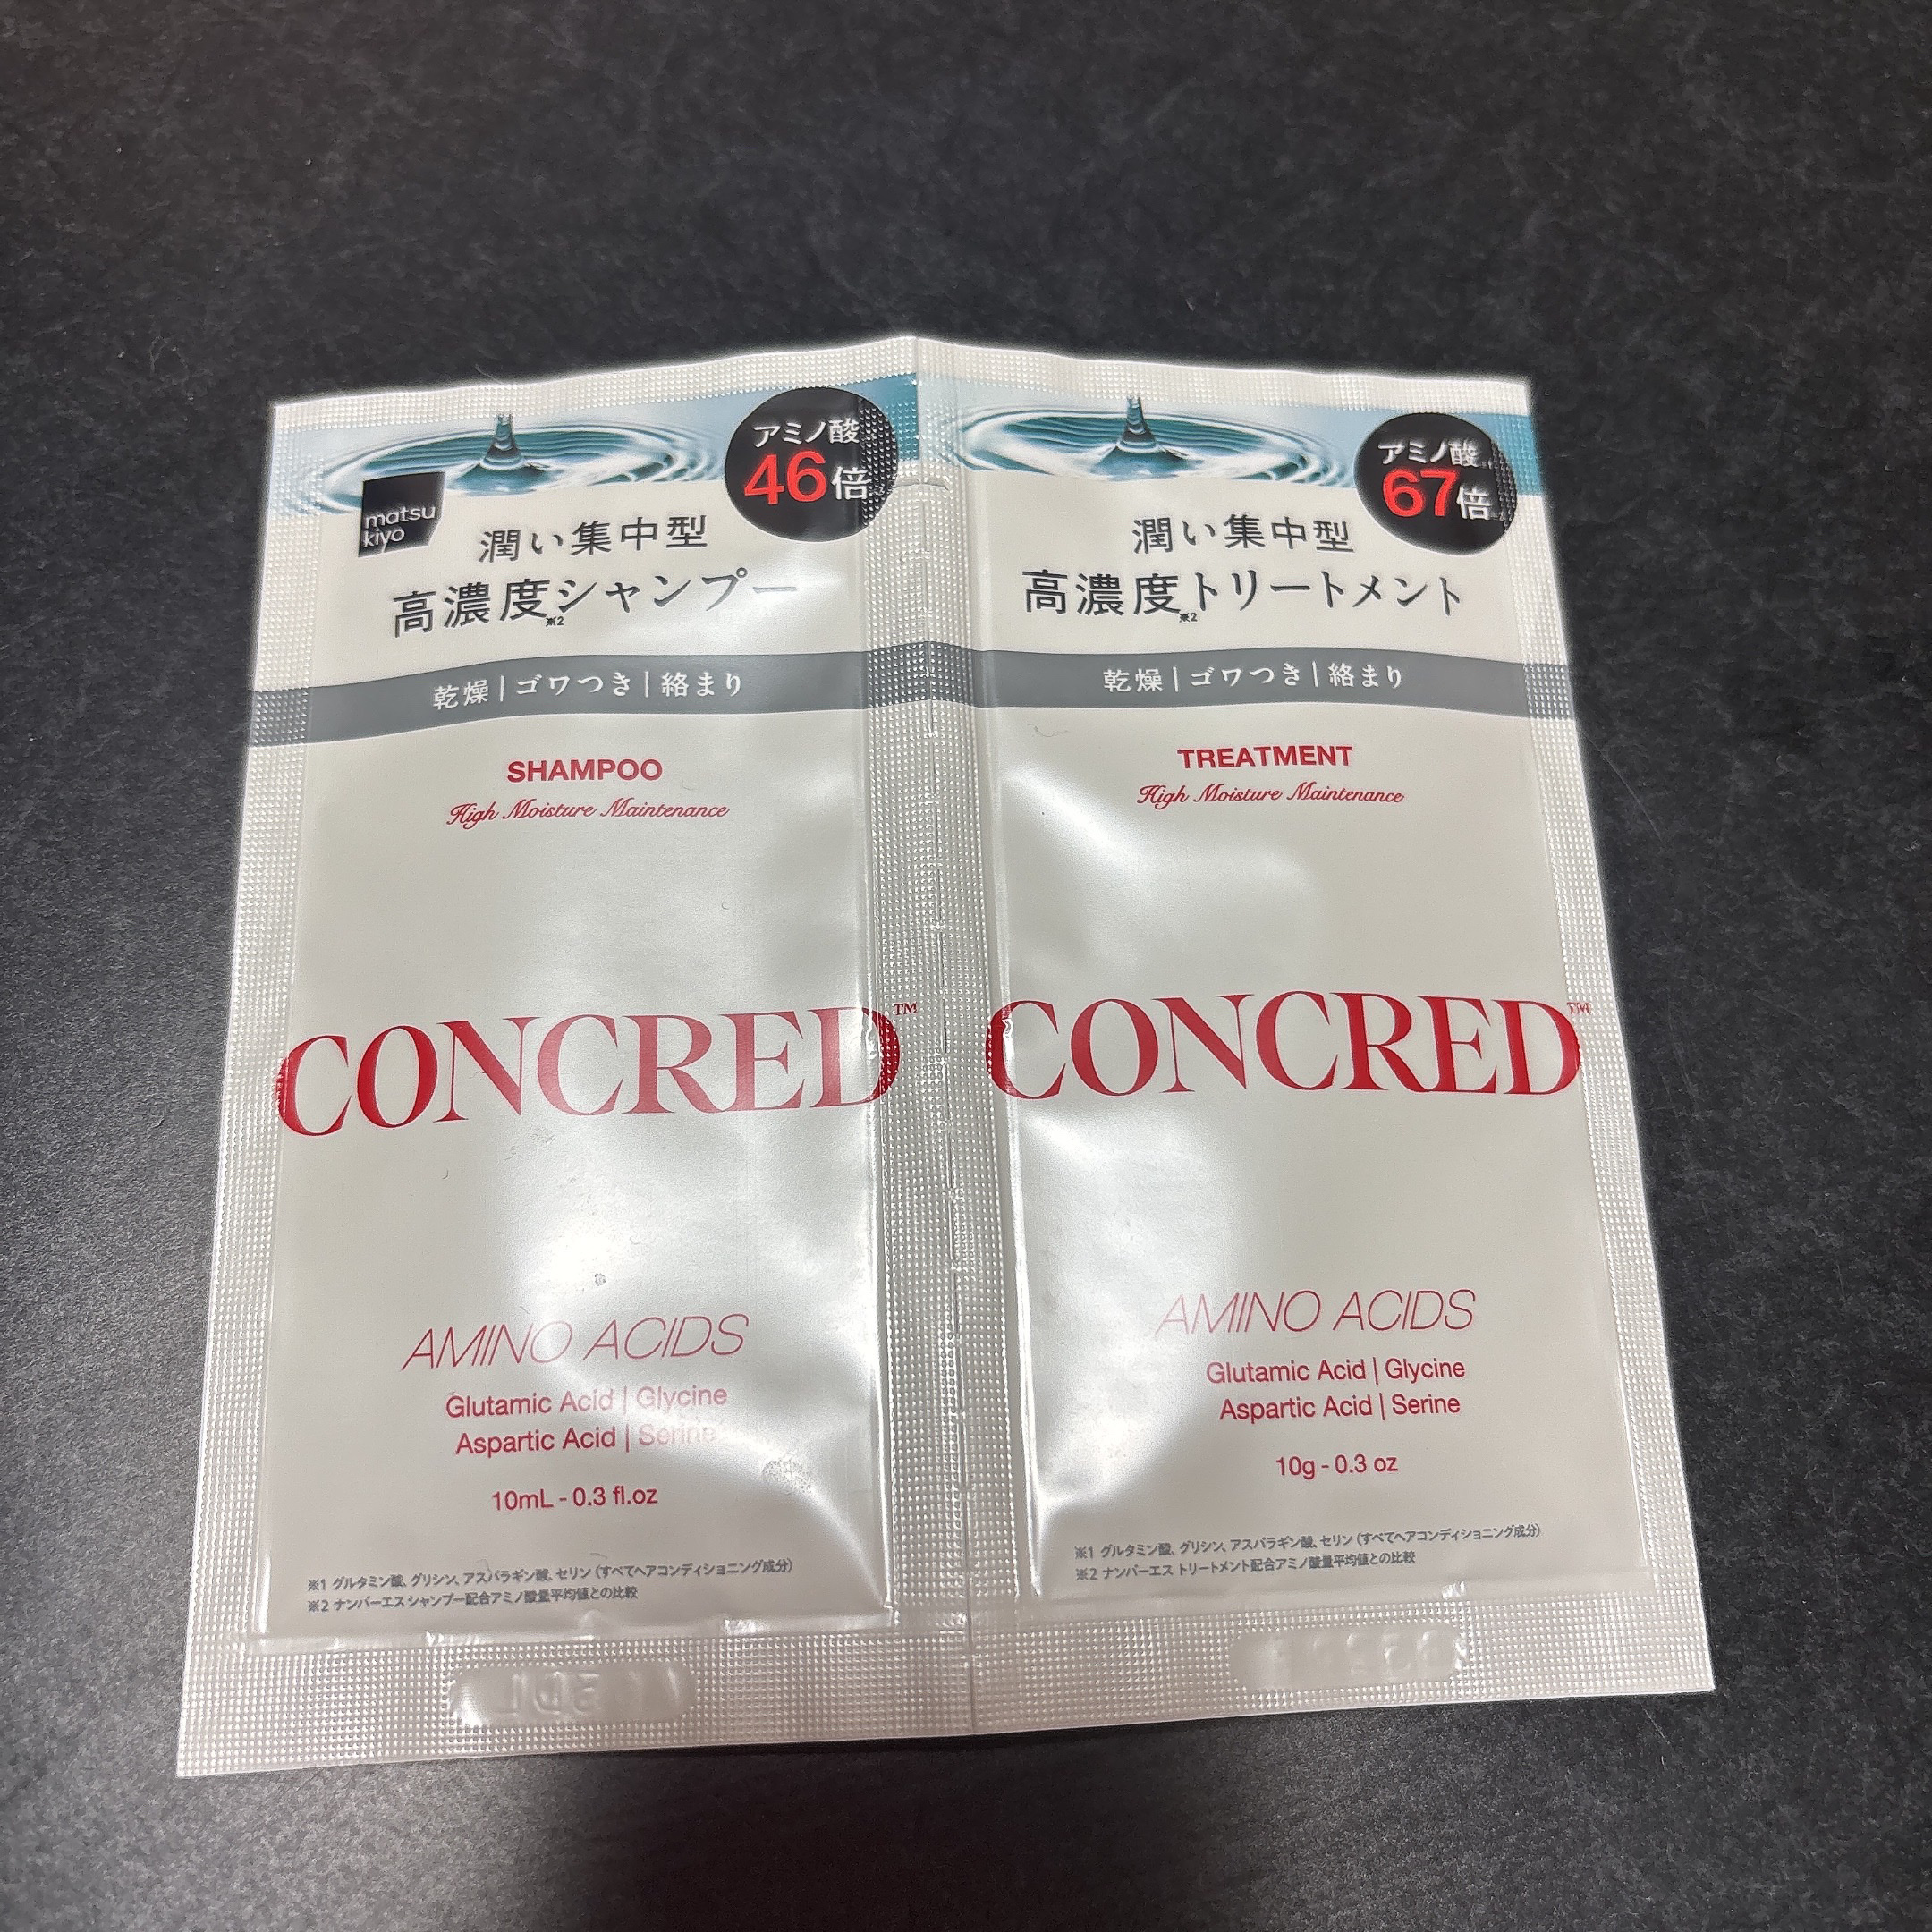 アミノ酸
46倍
matsu
kiyo
潤い集中型
高濃度シャンプー
※2
乾燥|ゴワつき|絡まり
SHAMPOO
High Moisture Maintenance
CONCRED™
AMINO ACIDS
Glutamic Acid | Glycine
Aspartic Acid | Serine
10mL - 0.3 fl.oz
※1 グルタミン酸、グリシン、アスパラギン酸、セリン (すべてヘアコンディショニング成分)
※2 ナンバーエス シャンプー配合アミノ酸量平均値との比較
アミノ酸
67倍
潤い集中型
高濃度トリートメント
※2
乾燥|ゴワつき|絡まり
TREATMENT
High Moisture Maintenance
CONCRED™
AMINO ACIDS
Glutamic Acid | Glycine
Aspartic Acid | Serine
10g - 0.3 oz
※1 グルタミン酸、グリシン、アスパラギン酸、セリン (すべてヘアコンディショニング成分)
※2 ナンバーエス トリートメント配合アミノ酸量平均値との比較